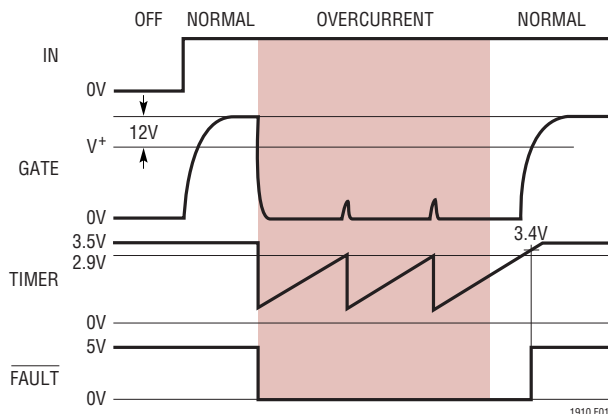 OFF NORMAL OVERCURRENT NORMAL
IN
0V
12V
V+
GATE
0V
3.5V
3.4V
2.9V
TIMER
0V
5V
FAULT
0V
1910 F01